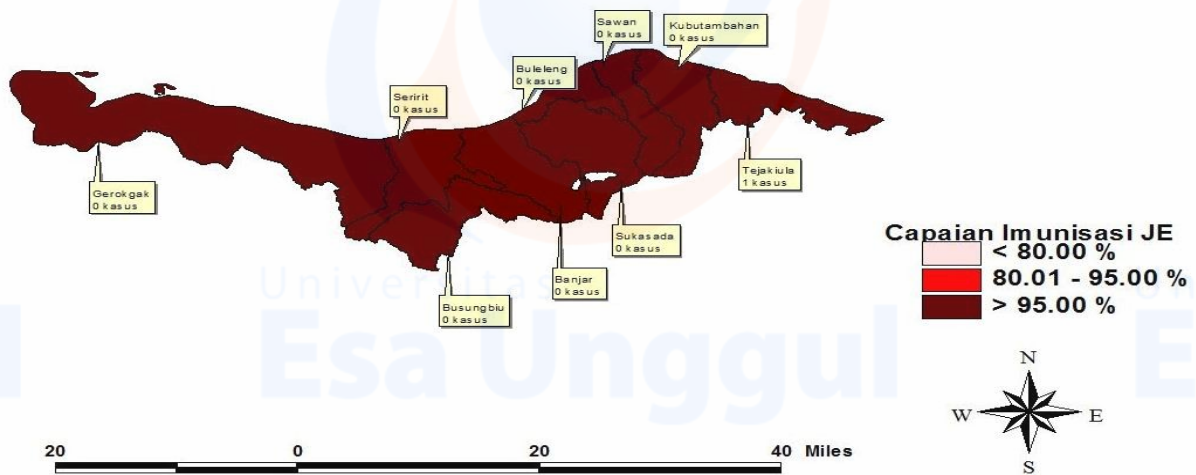 Sawan
0 kasus
Kubutambahan
0 kasus
Buleleng
0 kasus
Seririt
0 kasus
Gerokgak
0 kasus
Tejakula
1 kasus
Sukasada
0 kasus
Banjar
0 kasus
Busungbiu
0 kasus
Capaian Imunisasi JE
< 80.00 %
80.01 - 95.00 %
> 95.00 %
Universitas
Esa Unggul
N
W E
S
20 0 20 40 Miles